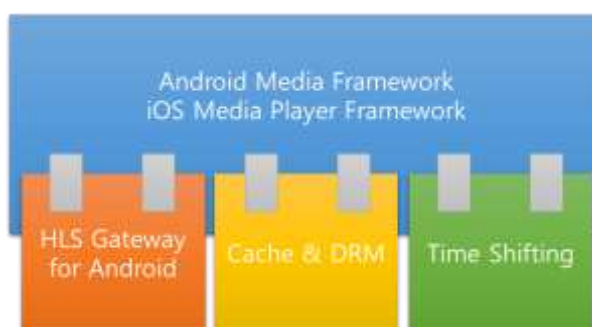 Android Media Framework
iOS Media Player Framework
HLS Gateway
for Android
Cache & DRM
Time Shifting